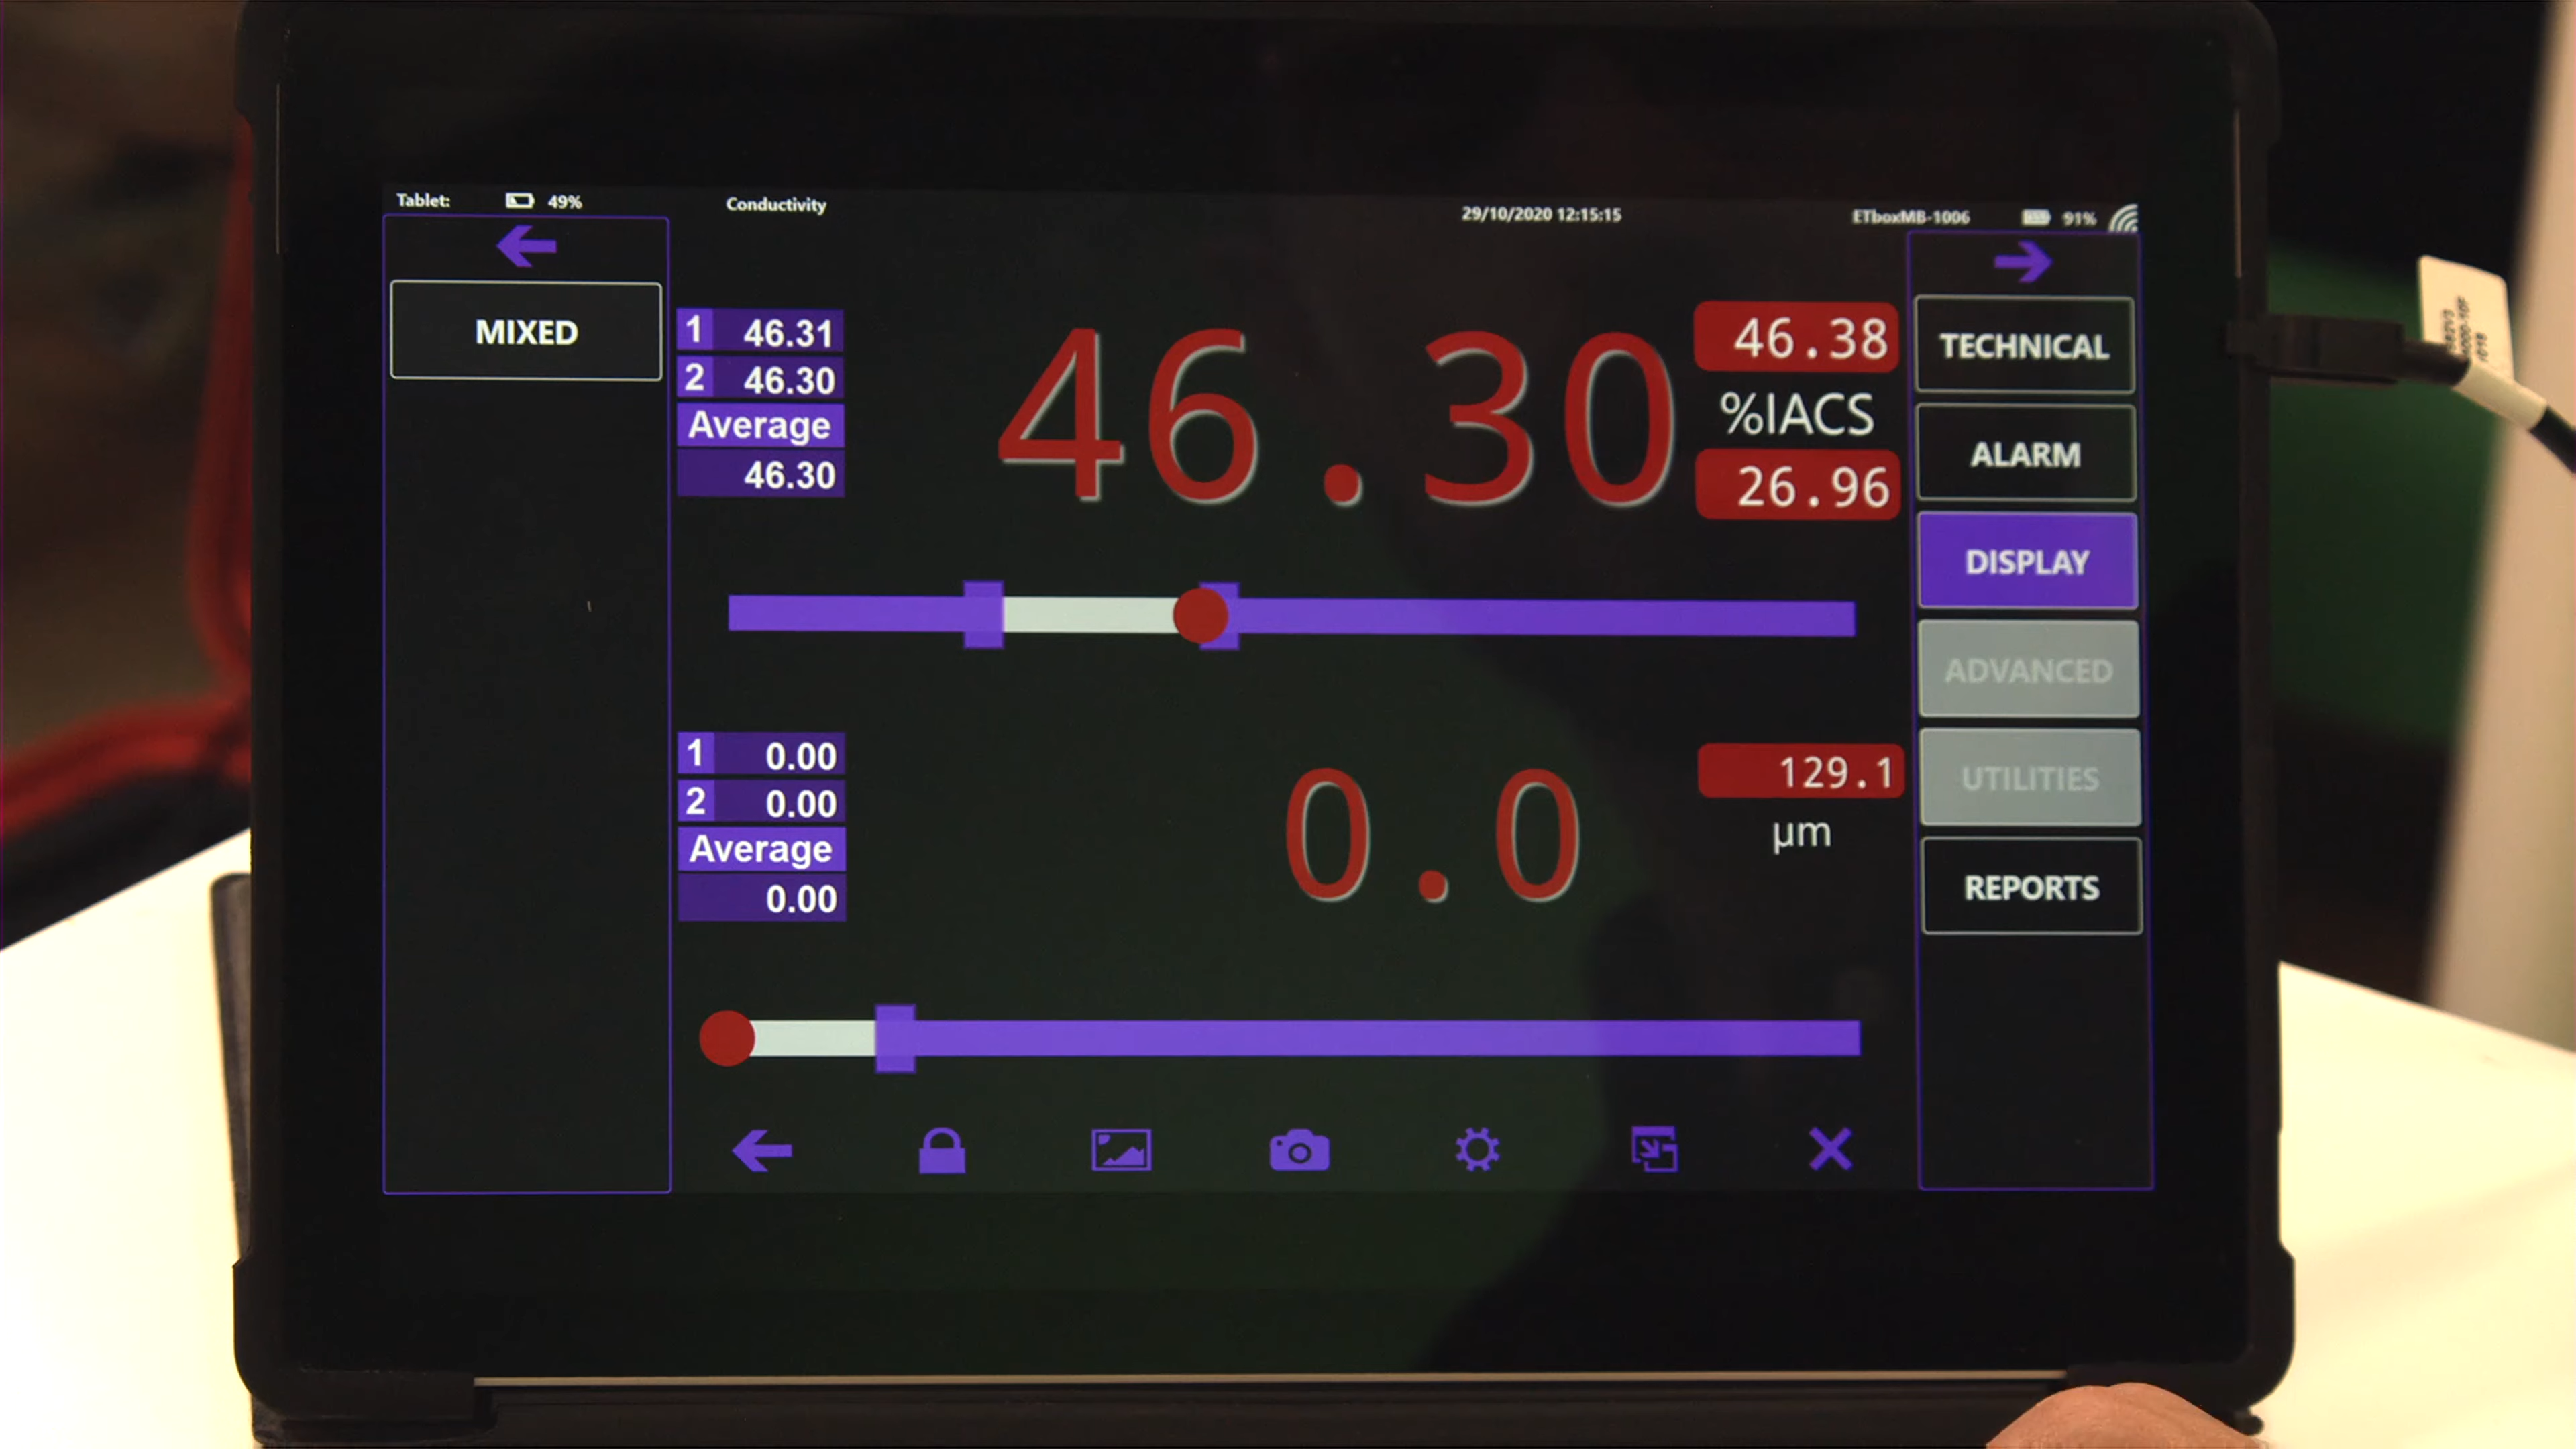 Tablet: 49% Conductivity 29/10/2020 12:15:15 ETboxMB-1006 91%
MIXED
1 46.31
2 46.30
Average
46.30
46.30
46.38
%IACS
26.96
1 0.00
2 0.00
Average
0.00
0.0
129.1
µm
TECHNICAL
ALARM
DISPLAY
ADVANCED
UTILITIES
REPORTS